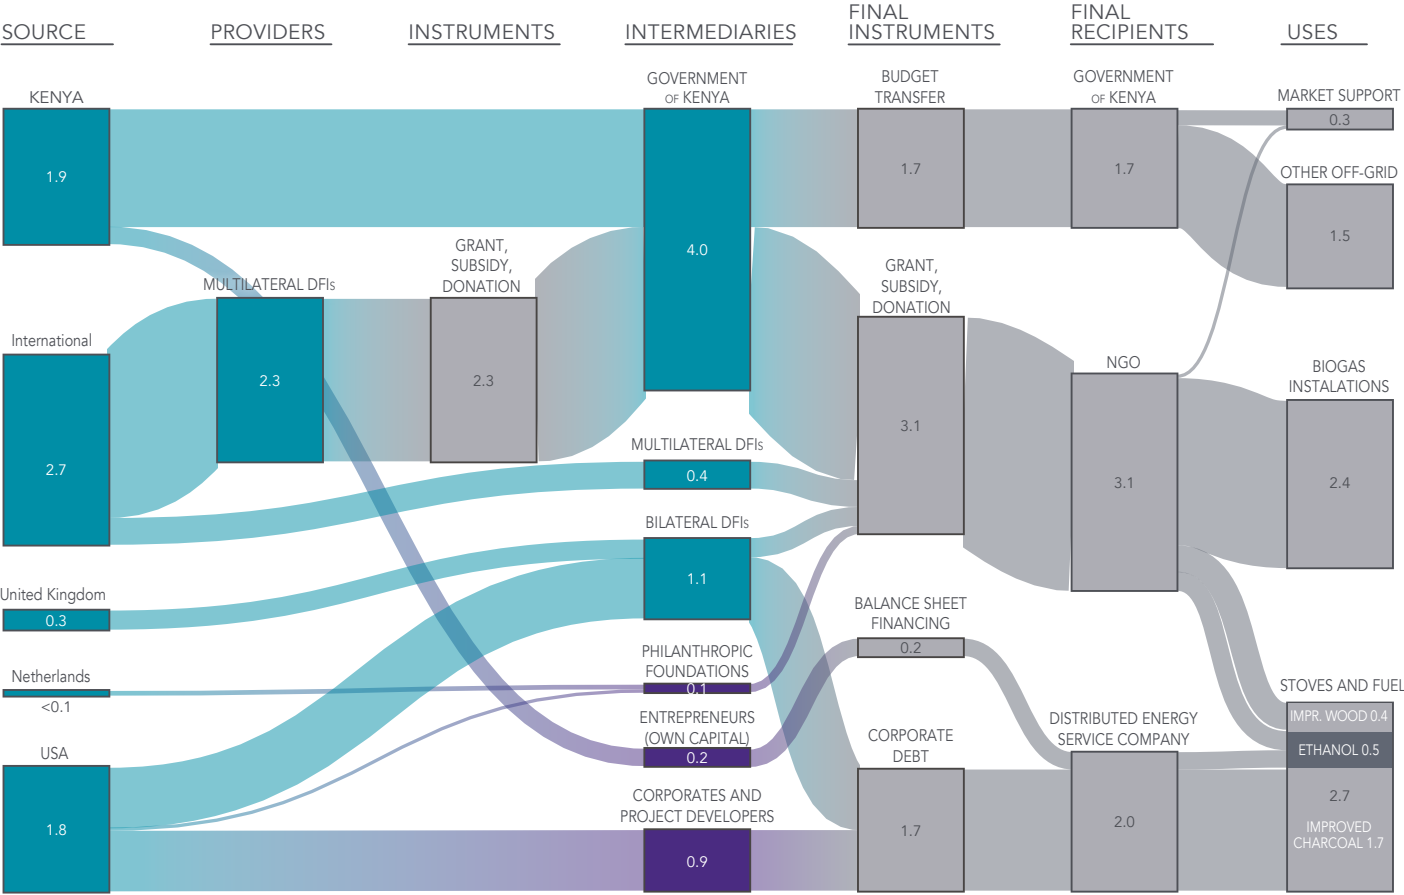 SOURCE
PROVIDERS
INSTRUMENTS
INTERMEDIARIES
FINAL
INSTRUMENTS
FINAL
RECIPIENTS
USES
KENYA
1.9
International
2.7
United Kingdom
0.3
Netherlands
<0.1
USA
1.8
MULTILATERAL DFIs
2.3
GRANT,
SUBSIDY,
DONATION
2.3
GOVERNMENT
OF KENYA
4.0
MULTILATERAL DFIs
0.4
BILATERAL DFIs
1.1
PHILANTHROPIC
FOUNDATIONS
0.1
ENTREPRENEURS
(OWN CAPITAL)
0.2
CORPORATES AND
PROJECT DEVELOPERS
0.9
BUDGET
TRANSFER
1.7
GRANT,
SUBSIDY,
DONATION
3.1
BALANCE SHEET
FINANCING
0.2
CORPORATE
DEBT
1.7
GOVERNMENT
OF KENYA
1.7
NGO
3.1
DISTRIBUTED ENERGY
SERVICE COMPANY
2.0
MARKET SUPPORT
0.3
OTHER OFF-GRID
1.5
BIOGAS
INSTALATIONS
2.4
STOVES AND FUEL
IMPR. WOOD 0.4
ETHANOL 0.5
2.7
IMPROVED
CHARCOAL 1.7